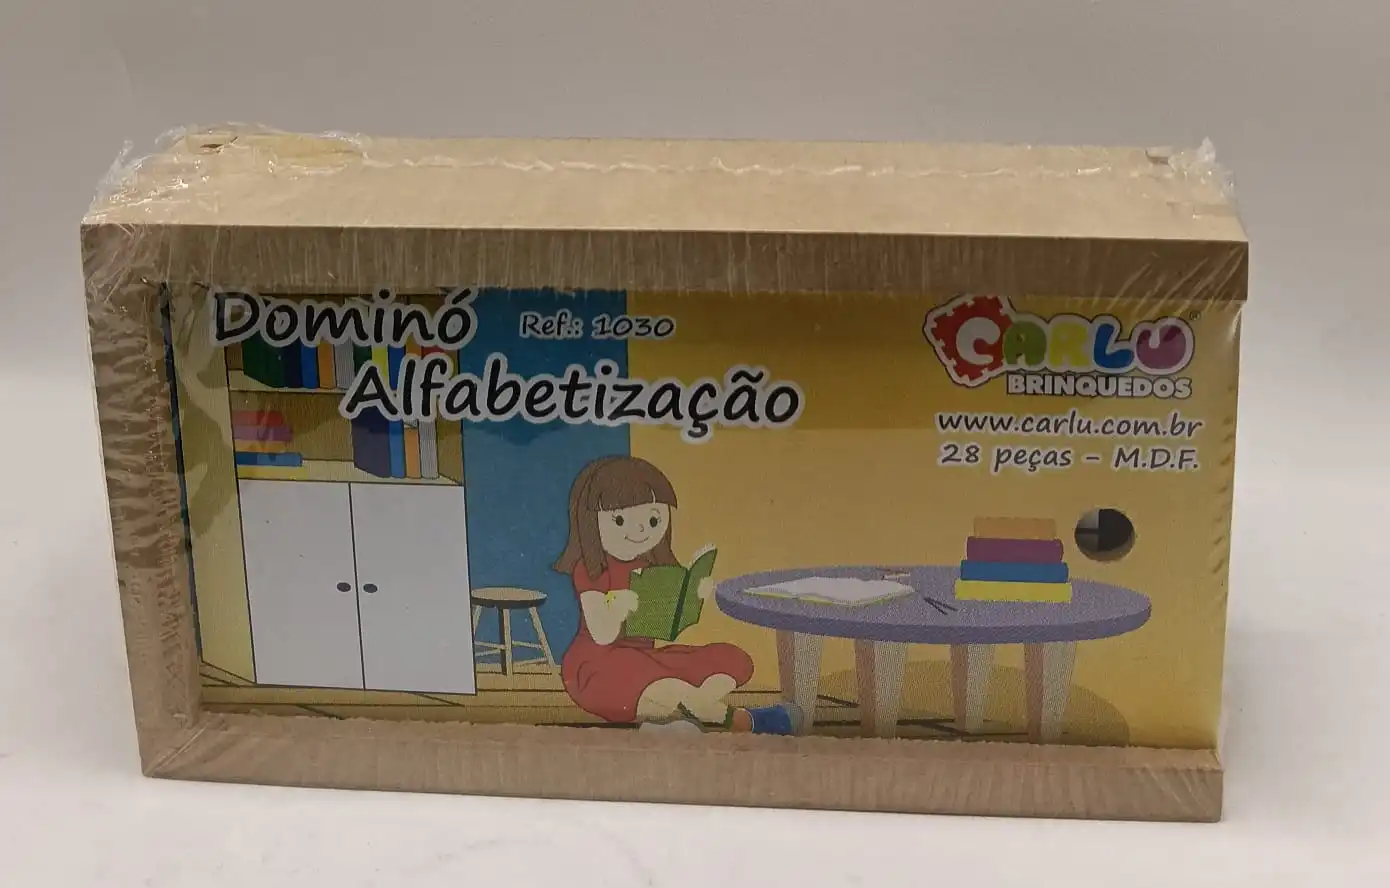 Dominó
Ref.: 1030
Alfabetização
CARLU®
BRINQUEDOS
www.carlu.com.br
28 peças - M.D.F.